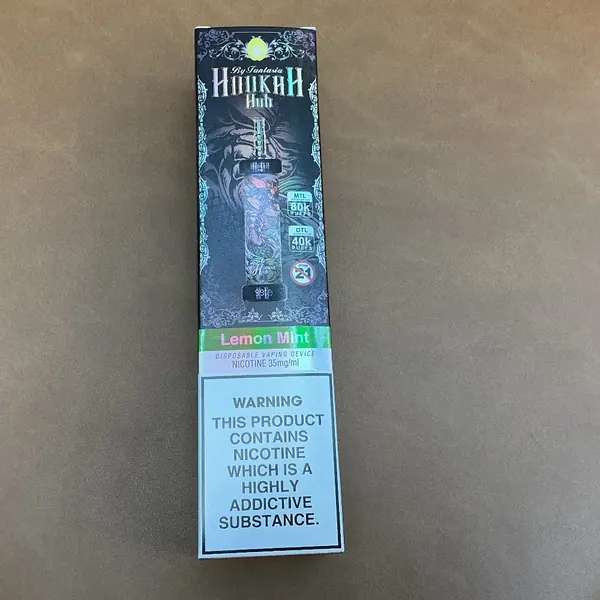 By Fantasia
HOOKAH
Hub
MTL
80k
PUFFS
DTL
40k
PUFFS
21
Lemon Mint
DISPOSABLE VAPING DEVICE
NICOTINE 35mg/ml
WARNING
THIS PRODUCT
CONTAINS
NICOTINE
WHICH IS A
HIGHLY
ADDICTIVE
SUBSTANCE.